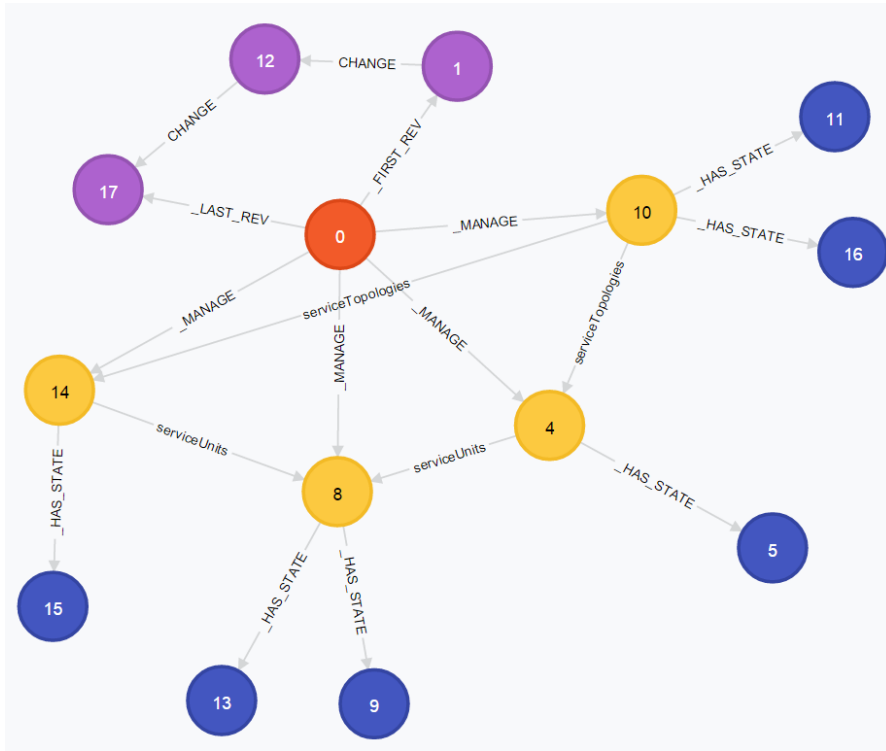 12
CHANGE
1
CHANGE
11
_FIRST_REV
_HAS_STATE
17
_LAST_REV
0
_MANAGE
10
_HAS_STATE
16
_MANAGE
serviceTopologies
_MANAGE
_MANAGE
serviceTopologies
14
4
serviceUnits
serviceUnits
_HAS_STATE
8
_HAS_STATE
5
_HAS_STATE
_HAS_STATE
15
13
9